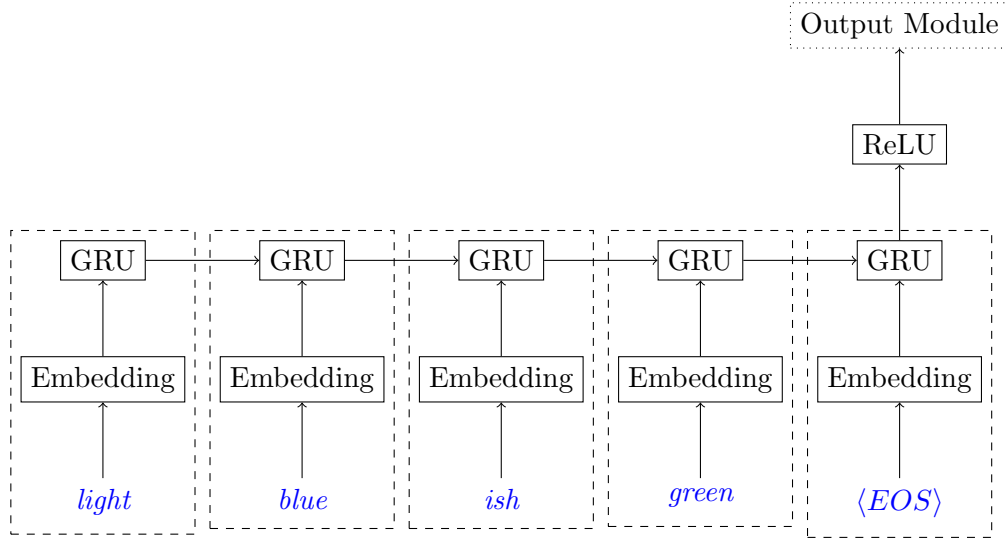 Output Module
ReLU
GRU GRU GRU GRU GRU
Embedding Embedding Embedding Embedding Embedding
light blue ish green ⟨EOS⟩